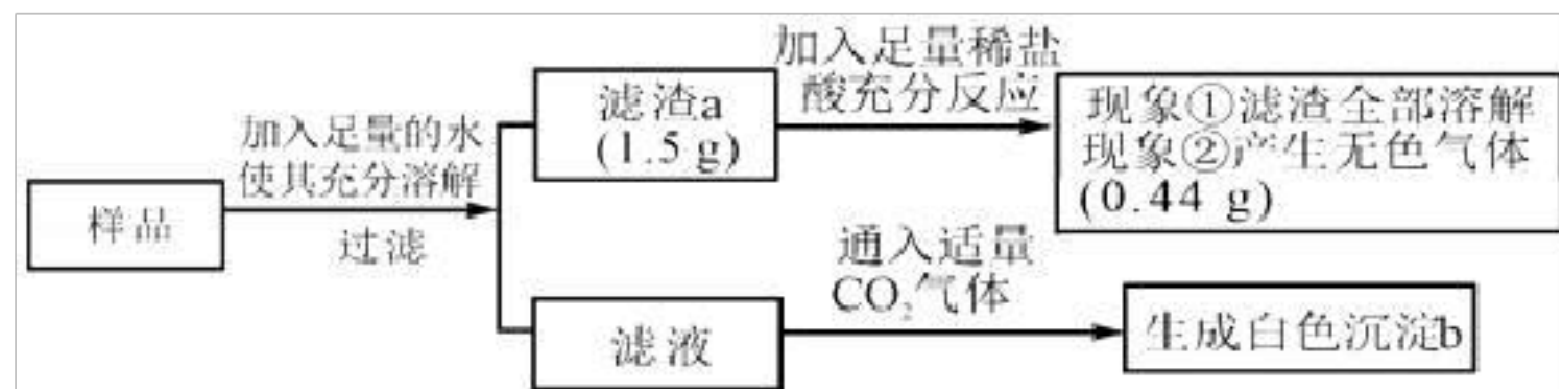 样品
加入足量的水
使其充分溶解
过滤
滤渣a
(1.5 g)
加入足量稀盐
酸充分反应
现象①滤渣全部溶解
现象②产生无色气体
(0.44 g)
滤液
通入适量
CO₂气体
生成白色沉淀b